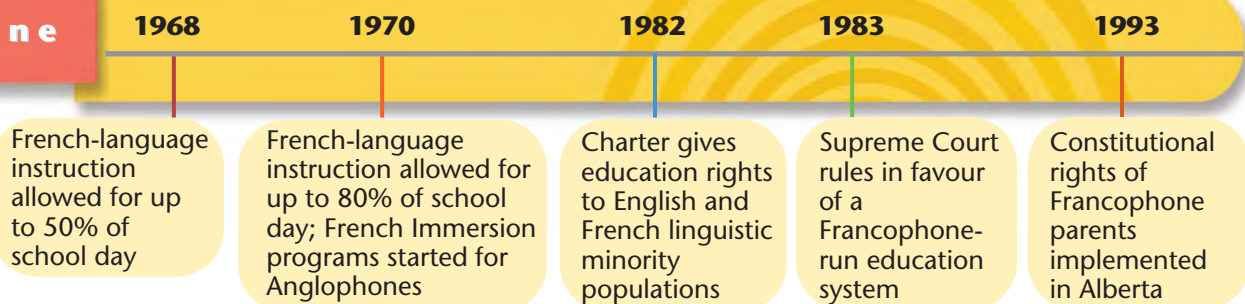 ne
1968
1970
1982
1983
1993
French-language
instruction
allowed for up
to 50% of
school day
French-language
instruction allowed for
up to 80% of school
day; French Immersion
programs started for
Anglophones
Charter gives
education rights
to English and
French linguistic
minority
populations
Supreme Court
rules in favour
of a
Francophone-
run education
system
Constitutional
rights of
Francophone
parents
implemented
in Alberta